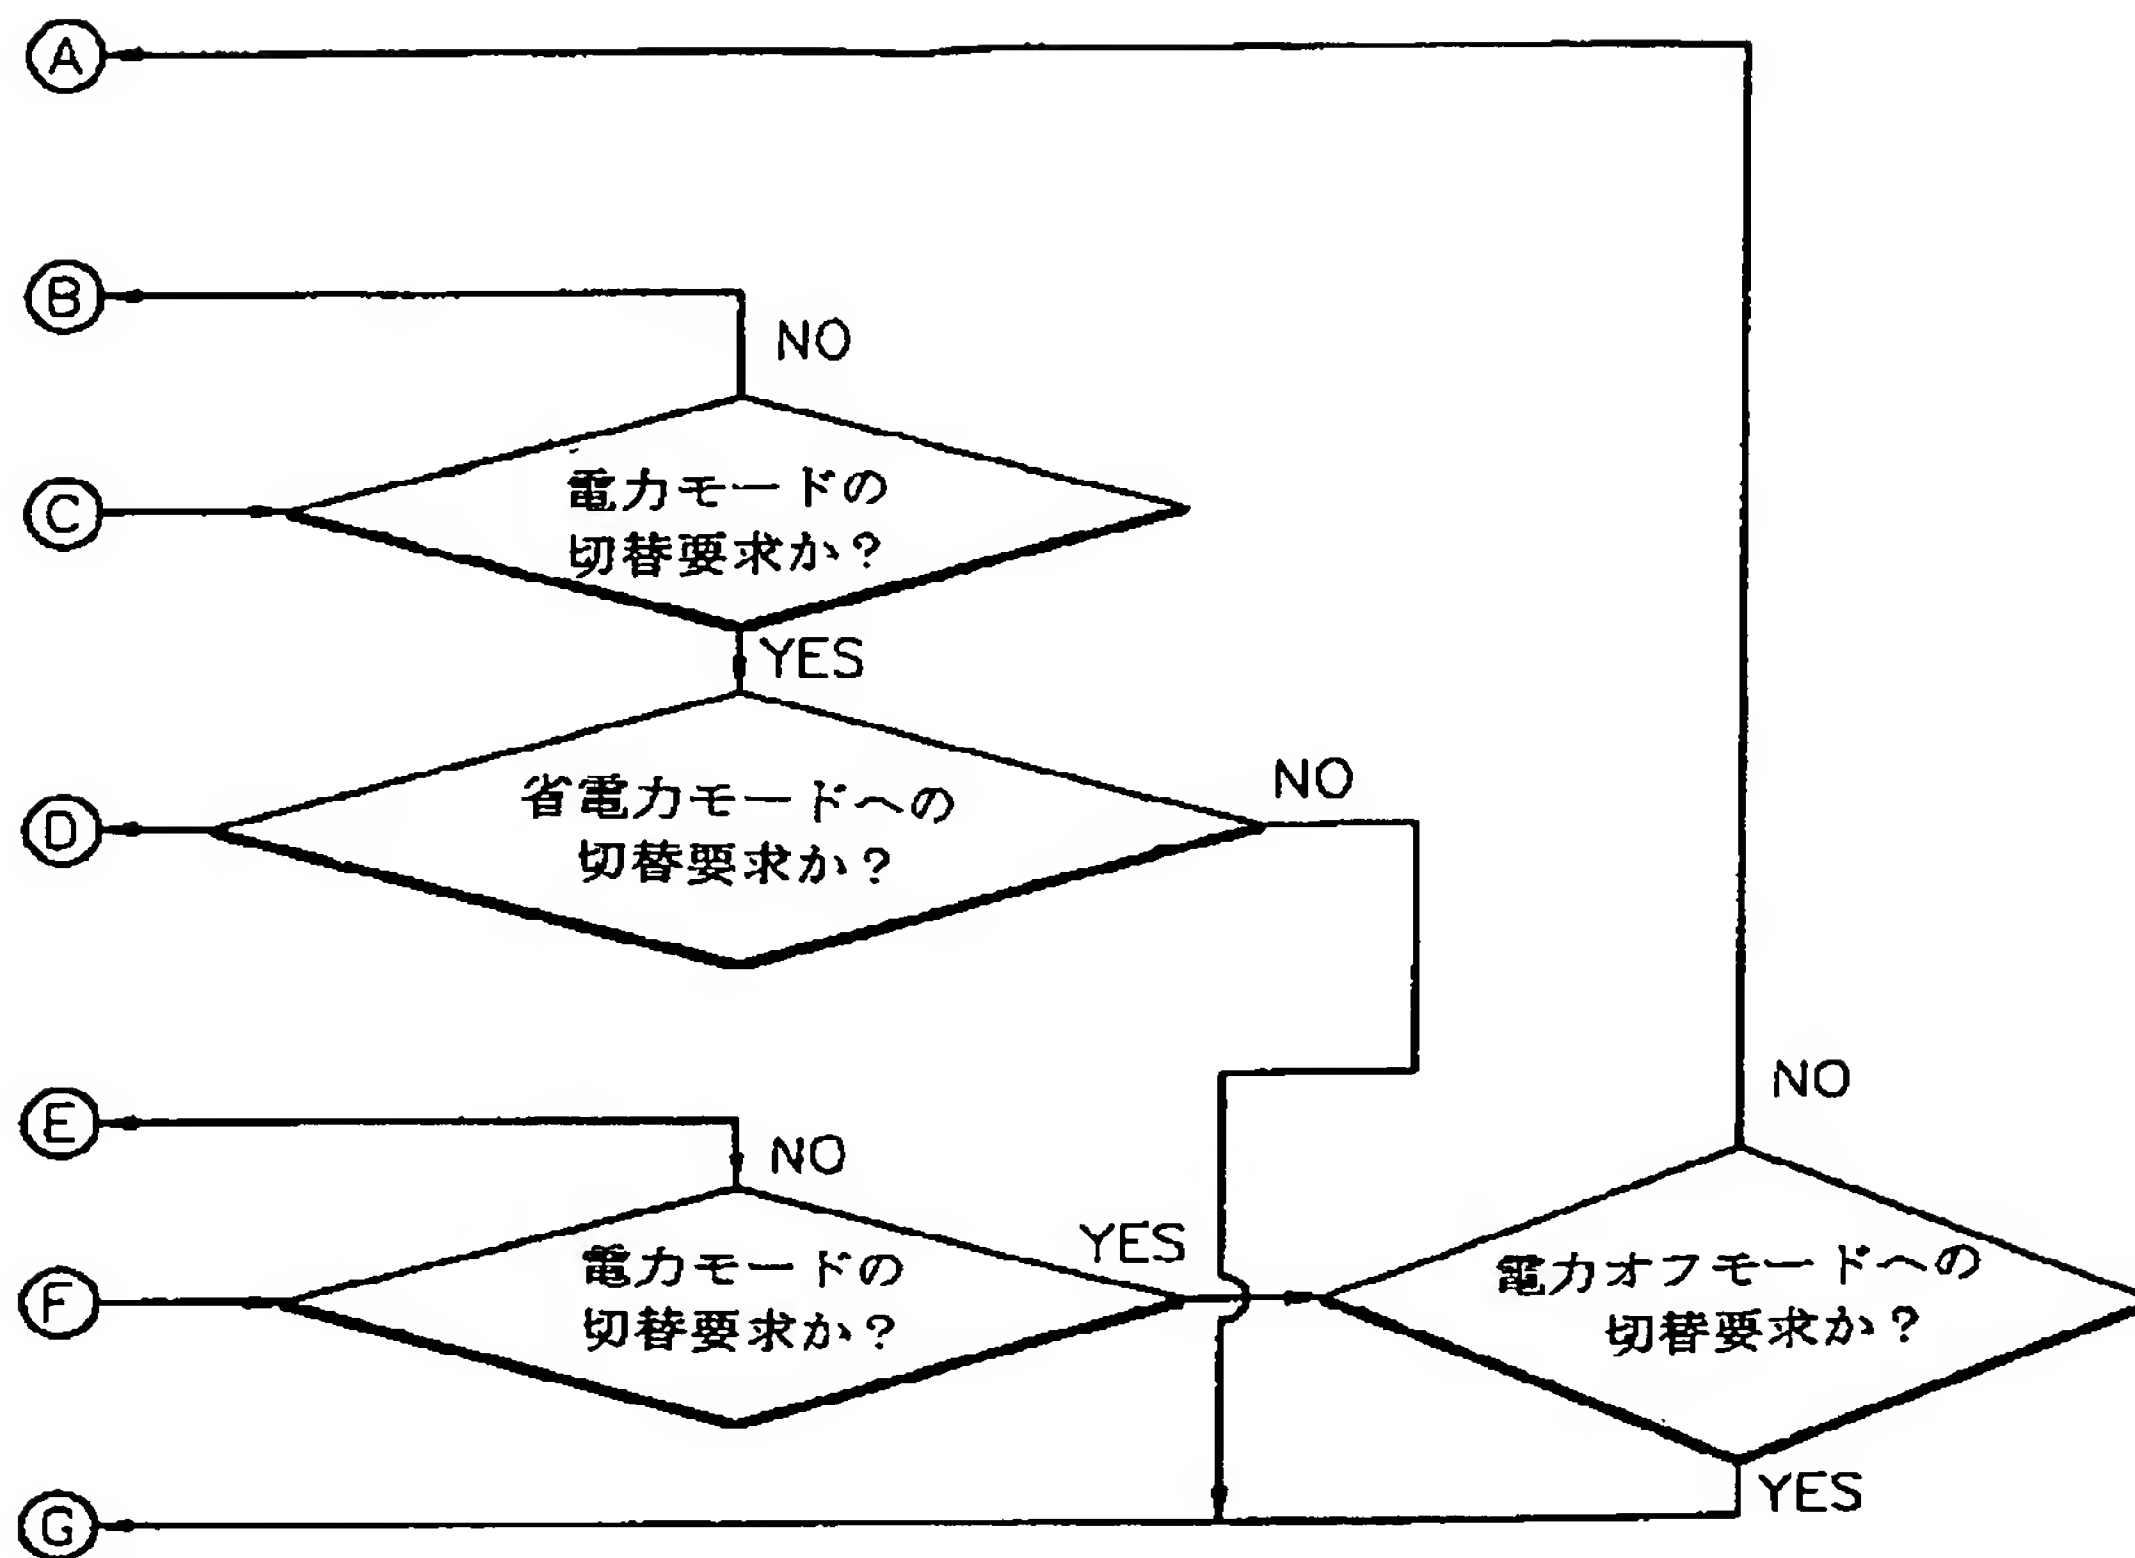 A
B
NO
C
電力モードの
切替要求か?
YES
省電力モードへの
切替要求か?
NO
D
NO
E
NO
F
電力モードの
切替要求か?
YES
電力オフモードへの
切替要求か?
YES
G